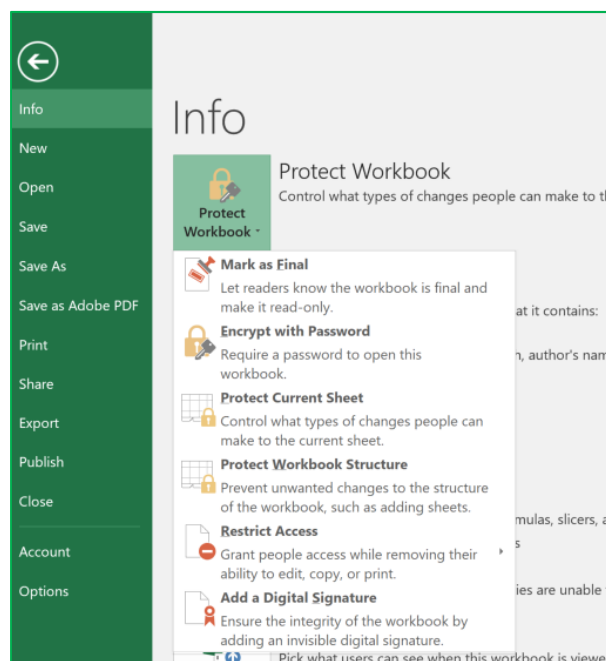 Info
New
Open
Save
Save As
Save as Adobe PDF
Print
Share
Export
Publish
Close
Account
Options
Info
Protect Workbook
Control what types of changes people can make to
Protect
Workbook
Mark as Final
Let readers know the workbook is final and
make it read-only.
Encrypt with Password
Require a password to open this
workbook.
Protect Current Sheet
Control what types of changes people can
make to the current sheet.
Protect Workbook Structure
Prevent unwanted changes to the structure
of the workbook, such as adding sheets.
Restrict Access
Grant people access while removing their
ability to edit, copy, or print.
Add a Digital Signature
Ensure the integrity of the workbook by
adding an invisible digital signature.
at it contains:
, author's nam
mulas, slicers, a
s
ies are unable
Pick what users can see when this workbook is viewe